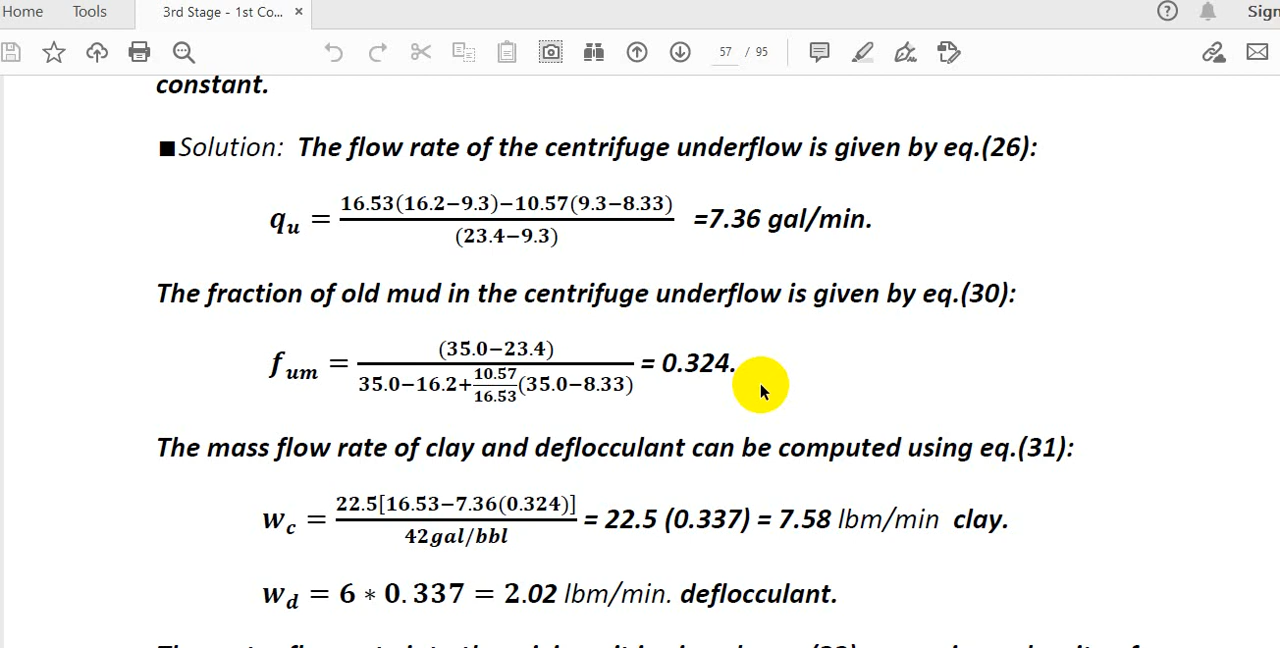 Home Tools 3rd Stage - 1st Co... × Sign
57 / 95
constant.
■Solution: The flow rate of the centrifuge underflow is given by eq.(26):
q_u = \frac{16.53(16.2−9.3)−10.57(9.3−8.33)}{(23.4−9.3)} =7.36 gal/min.
The fraction of old mud in the centrifuge underflow is given by eq.(30):
f_{um} = \frac{(35.0−23.4)}{35.0−16.2+\frac{10.57}{16.53}(35.0−8.33)} = 0.324.
The mass flow rate of clay and deflocculant can be computed using eq.(31):
w_c = \frac{22.5[16.53−7.36(0.324)]}{42gal/bbl} = 22.5 (0.337) = 7.58 lbm/min clay.
w_d = 6 ∗ 0.337 = 2.02 lbm/min. deflocculant.